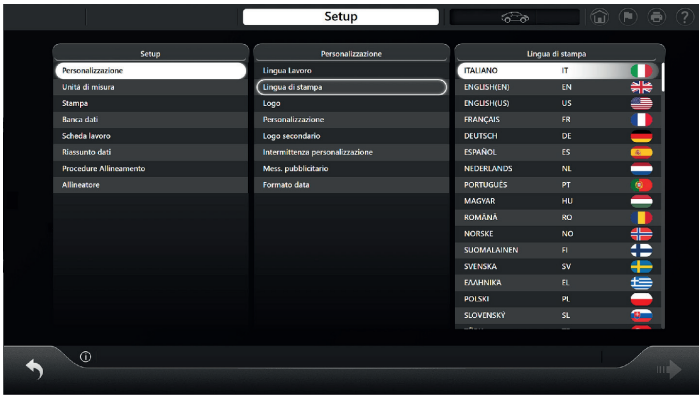 Setup
Setup
Personalizzazione
Unità di misura
Stampa
Banca dati
Scheda lavoro
Riassunto dati
Procedure Allineamento
Allineatore
Personalizzazione
Lingua Lavoro
Lingua di stampa
Logo
Personalizzazione
Logo secondario
Intermittenza personalizzazione
Mess. pubblicitario
Formato data
Lingua di stampa
ITALIANO IT
ENGLISH(EN) EN
ENGLISH(US) US
FRANÇAIS FR
DEUTSCH DE
ESPAÑOL ES
NEDERLANDS NL
PORTUGUÊS PT
MAGYAR HU
ROMÂNĂ RO
NORSKE NO
SUOMALAINEN FI
SVENSKA SV
ΕΛΛΗΝΙΚΆ EL
POLSKI PL
SLOVENSKÝ SL